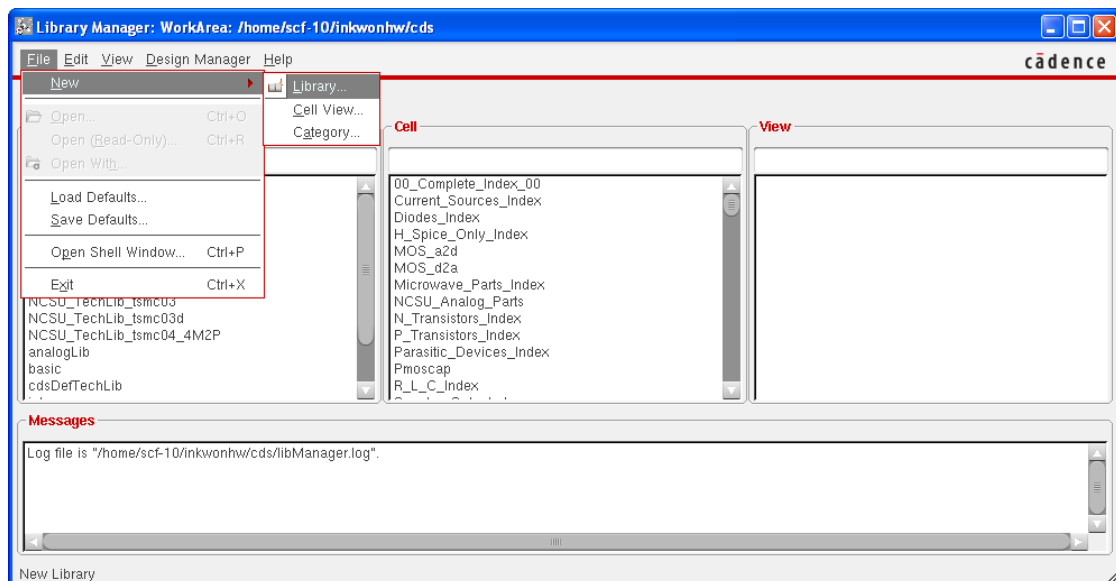 Library Manager: WorkArea: /home/scf-10/inkwonhw/cds
File Edit View Design Manager Help
cādence
New
Open... Ctrl+O
Open (Read-Only)... Ctrl+R
Open With...
Load Defaults...
Save Defaults...
Open Shell Window... Ctrl+P
Exit Ctrl+X
Library...
Cell View...
Category...
NCSU_TechLib_tsmc03
NCSU_TechLib_tsmc03d
NCSU_TechLib_tsmc04_4M2P
analogLib
basic
cdsDefTechLib
Cell
00_Complete_Index_00
Current_Sources_Index
Diodes_Index
H_Spice_Only_Index
MOS_a2d
MOS_d2a
Microwave_Parts_Index
NCSU_Analog_Parts
N_Transistors_Index
P_Transistors_Index
Parasitic_Devices_Index
Pmoscap
R_L_C_Index
View
Messages
Log file is "/home/scf-10/inkwonhw/cds/libManager.log".
New Library